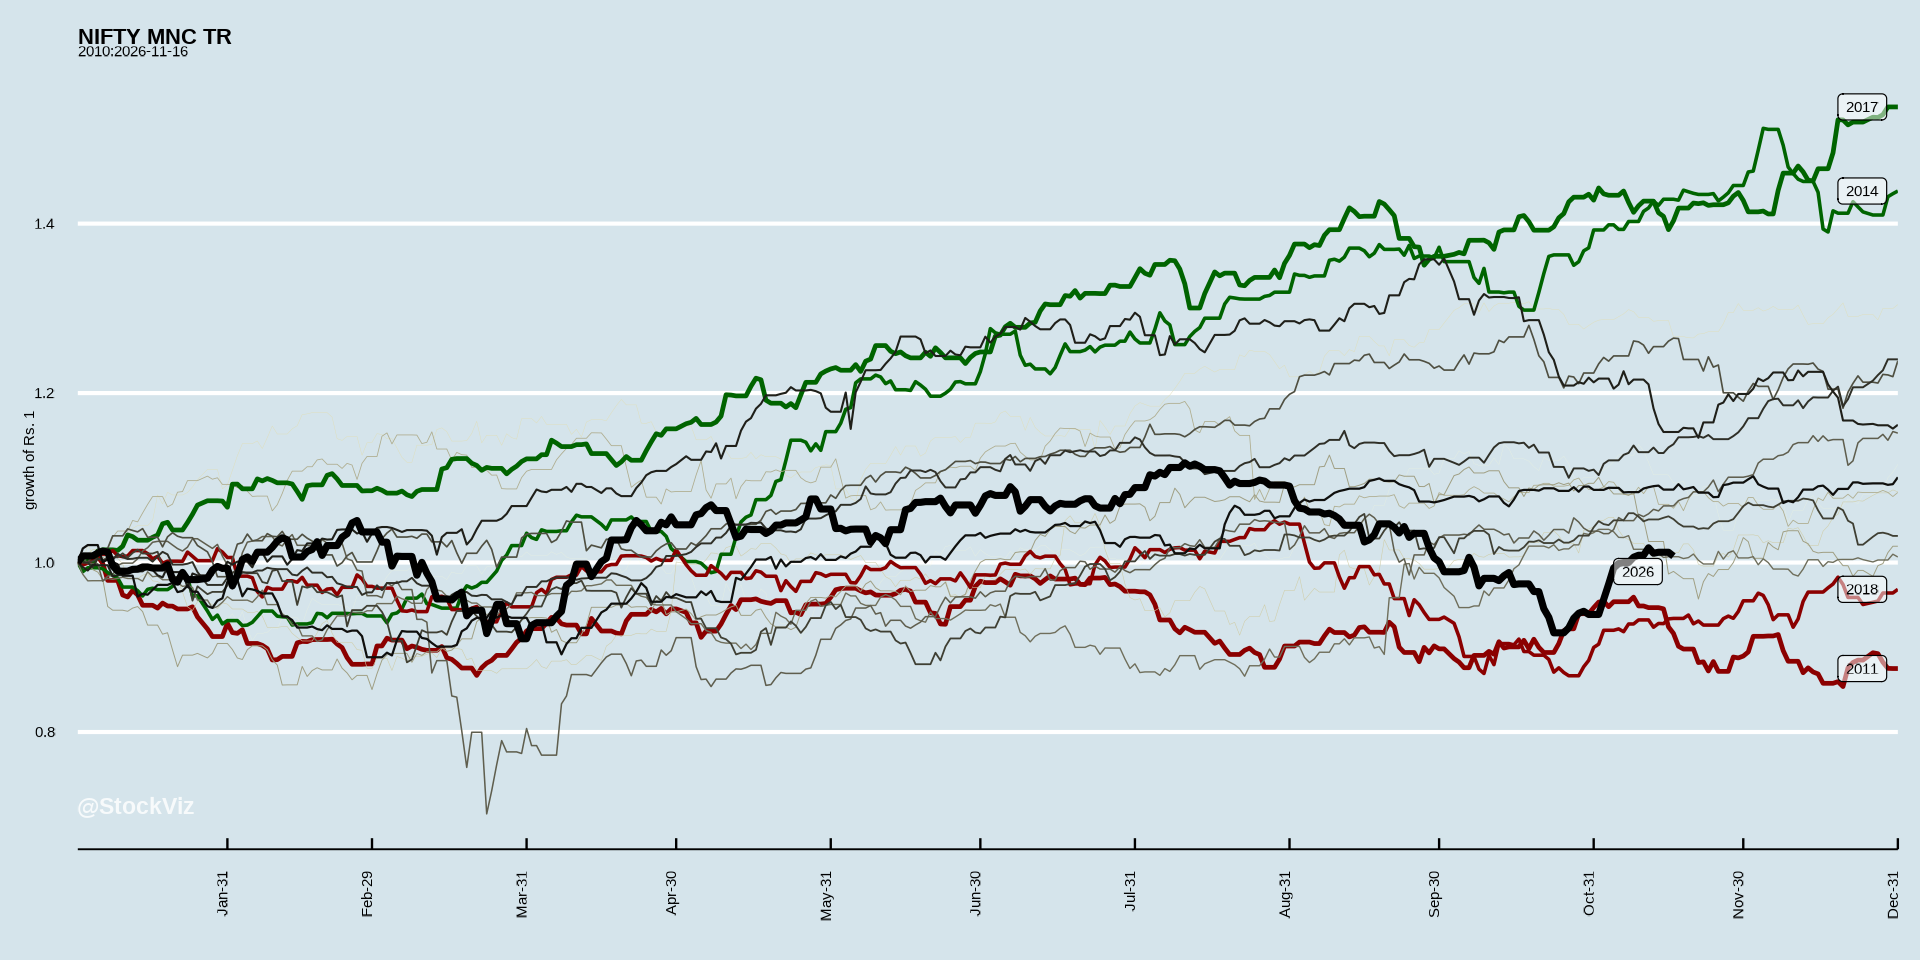 NIFTY MNC TR
2010:2026-11-16
2017
2014
1.4
1.2
growth of Rs. 1
1.0
2026
2018
2011
0.8
@StockViz
Jan-31
Feb-29
Mar-31
Apr-30
May-31
Jun-30
Jul-31
Aug-31
Sep-30
Oct-31
Nov-30
Dec-31